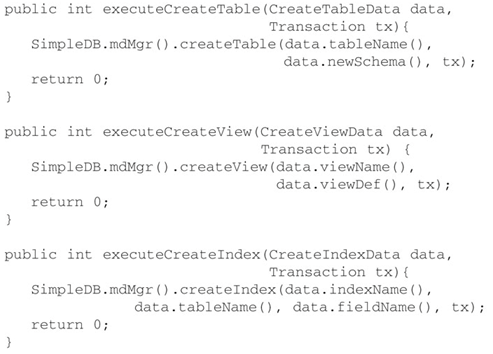 public int executeCreateTable(CreateTableData data,
                              Transaction tx){
   SimpleDB.mdMgr().createTable(data.tableName(),
                                data.newSchema(), tx);
   return 0;
}

public int executeCreateView(CreateViewData data,
                             Transaction tx) {
   SimpleDB.mdMgr().createView(data.viewName(),
                               data.viewDef(), tx);
   return 0;
}

public int executeCreateIndex(CreateIndexData data,
                              Transaction tx){
   SimpleDB.mdMgr().createIndex(data.indexName(),
               data.tableName(), data.fieldName(), tx);
   return 0;
}